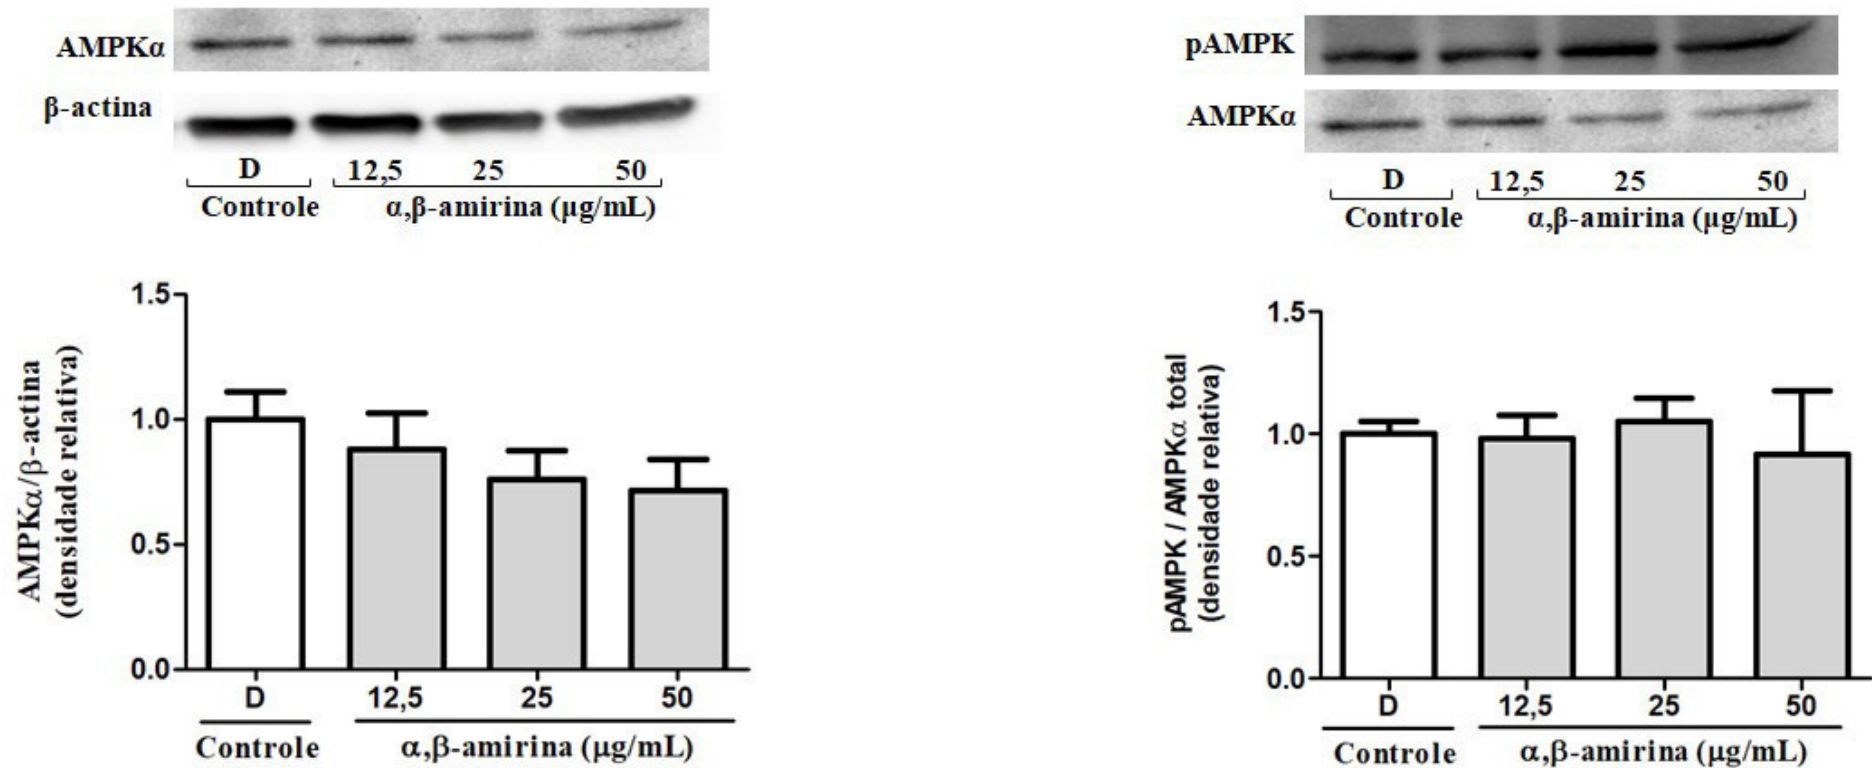 AMPKα
β-actina
D 12,5 25 50
Controle α,β-amirina (µg/mL)
1.5
1.0
0.5
0.0
AMPKα/β-actina
(densidade relativa)
D 12,5 25 50
Controle α,β-amirina (µg/mL)
pAMPK
AMPKα
D 12,5 25 50
Controle α,β-amirina (µg/mL)
1.5
1.0
0.5
0.0
pAMPK / AMPKα total
(densidade relativa)
D 12,5 25 50
Controle α,β-amirina (µg/mL)